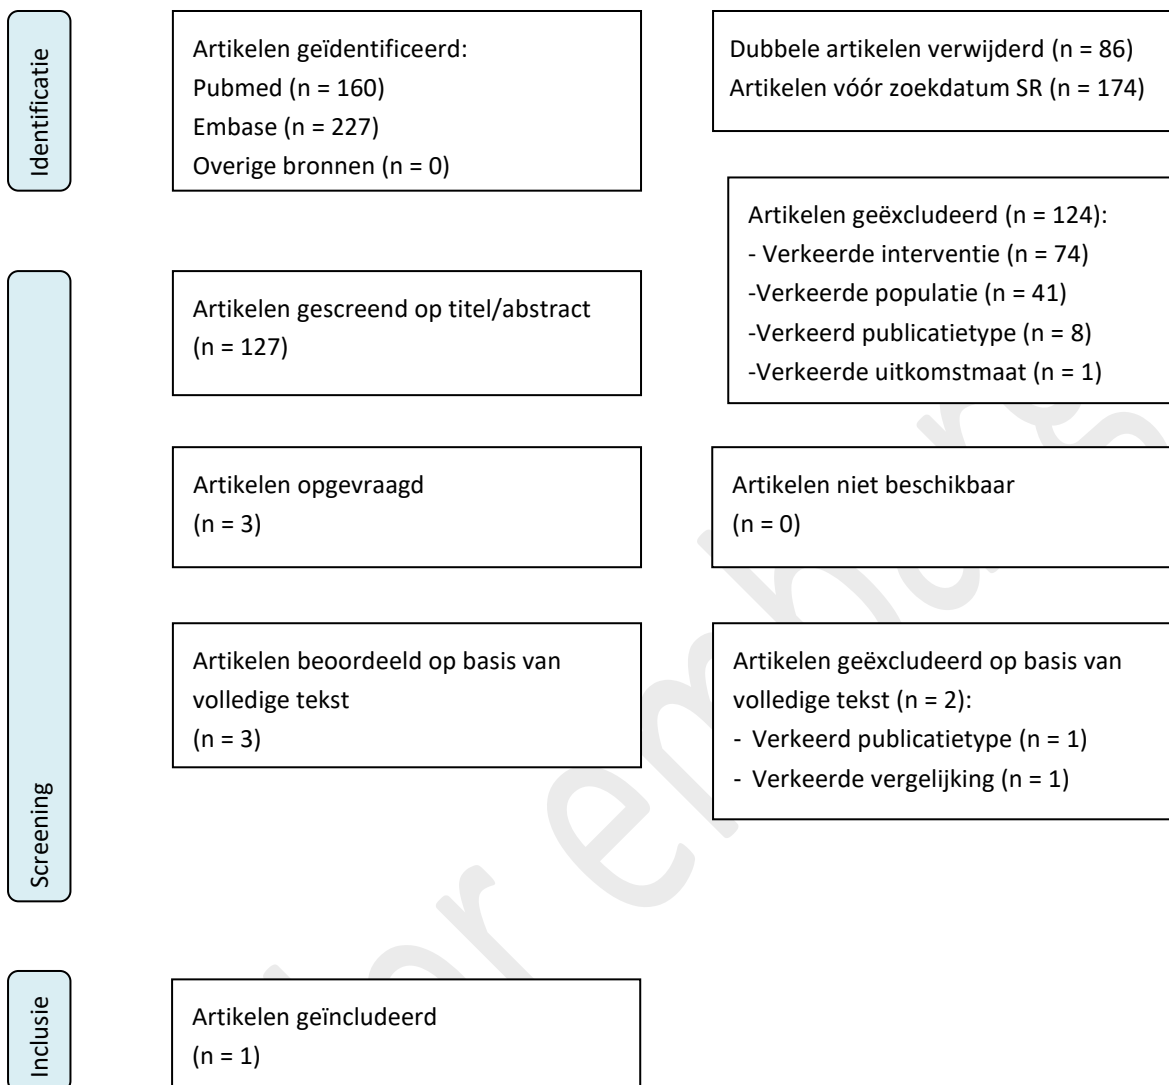 Identificatie
Artikelen geïdentificeerd:
Pubmed (n = 160)
Embase (n = 227)
Overige bronnen (n = 0)
Dubbele artikelen verwijderd (n = 86)
Artikelen vóór zoekdatum SR (n = 174)
Artikelen geëxcludeerd (n = 124):
- Verkeerde interventie (n = 74)
-Verkeerde populatie (n = 41)
-Verkeerd publicatietype (n = 8)
-Verkeerde uitkomstmaat (n = 1)
Screening
Artikelen gescreend op titel/abstract
(n = 127)
Artikelen opgevraagd
(n = 3)
Artikelen niet beschikbaar
(n = 0)
Artikelen beoordeeld op basis van
volledige tekst
(n = 3)
Artikelen geëxcludeerd op basis van
volledige tekst (n = 2):
- Verkeerd publicatietype (n = 1)
- Verkeerde vergelijking (n = 1)
Inclusie
Artikelen geïncludeerd
(n = 1)